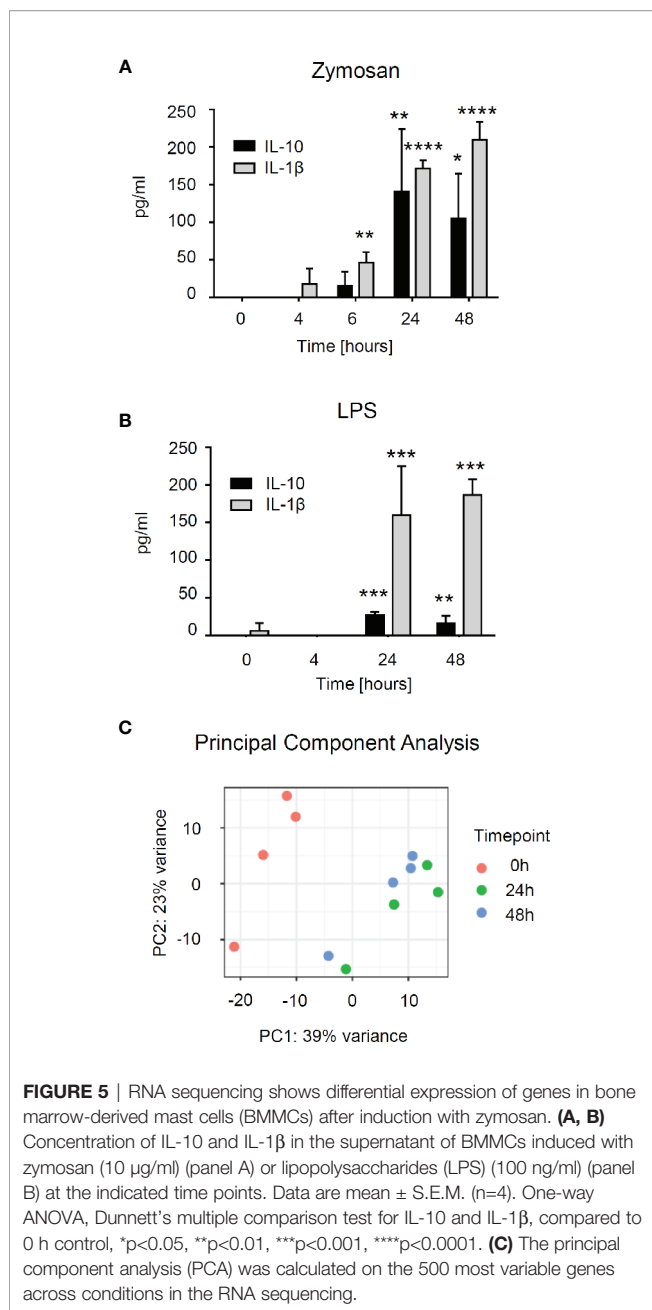 A
Zymosan
250
200
150
100
50
0
pg/ml
IL-10
IL-1β
**
****
**
*
****
0 4 6 24 48
Time [hours]
B
LPS
250
200
150
100
50
0
pg/ml
IL-10
IL-1β
***
***
**
***
0 4 24 48
Time [hours]
C
Principal Component Analysis
10
0
-10
PC2: 23% variance
-20 -10 0 10
PC1: 39% variance
Timepoint
0h
24h
48h
FIGURE 5 | RNA sequencing shows differential expression of genes in bone
marrow-derived mast cells (BMMCs) after induction with zymosan. (A, B)
Concentration of IL-10 and IL-1β in the supernatant of BMMCs induced with
zymosan (10 µg/ml) (panel A) or lipopolysaccharides (LPS) (100 ng/ml) (panel
B) at the indicated time points. Data are mean ± S.E.M. (n=4). One-way
ANOVA, Dunnett's multiple comparison test for IL-10 and IL-1β, compared to
0 h control, *p<0.05, **p<0.01, ***p<0.001, ****p<0.0001. (C) The principal
component analysis (PCA) was calculated on the 500 most variable genes
across conditions in the RNA sequencing.